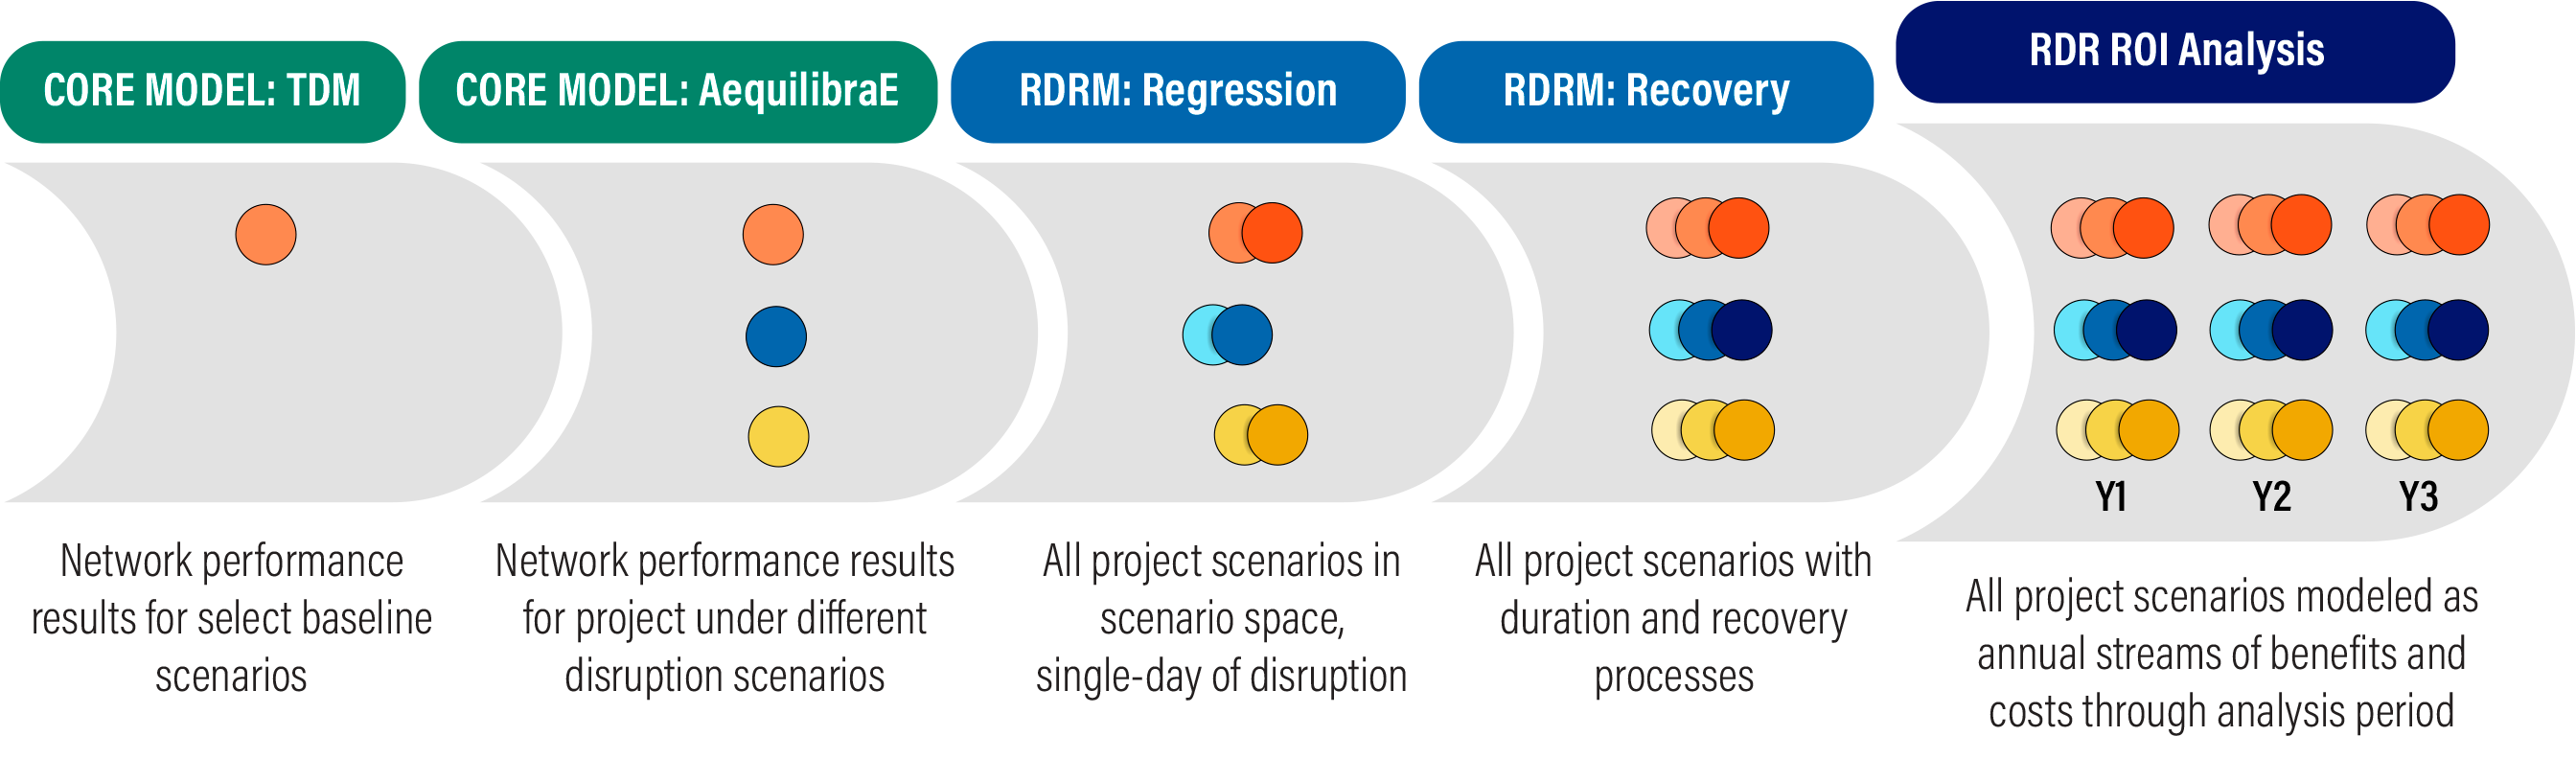 CORE MODEL: TDM
CORE MODEL: AequilibraE
RDRM: Regression
RDRM: Recovery
RDR ROI Analysis
Y1
Y2
Y3
Network performance
results for select baseline
scenarios
Network performance results
for project under different
disruption scenarios
All project scenarios in
scenario space,
single-day of disruption
All project scenarios with
duration and recovery
processes
All project scenarios modeled as
annual streams of benefits and
costs through analysis period